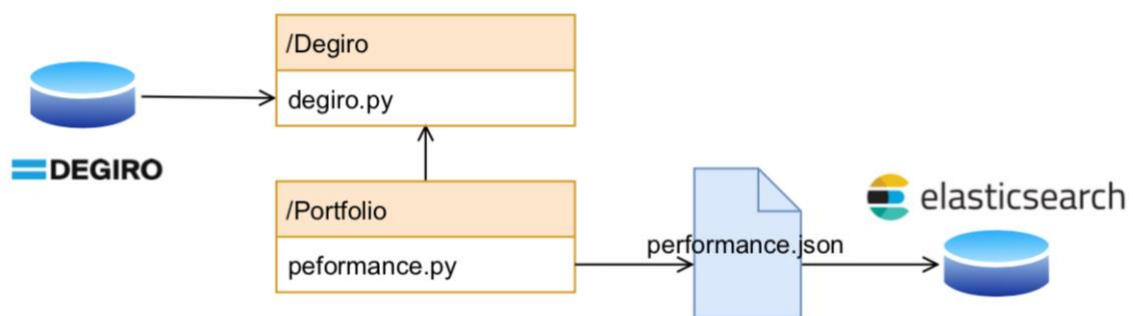 /Degiro
degiro.py
DEGIRO
/Portfolio
peformance.py
performance.json
elasticsearch